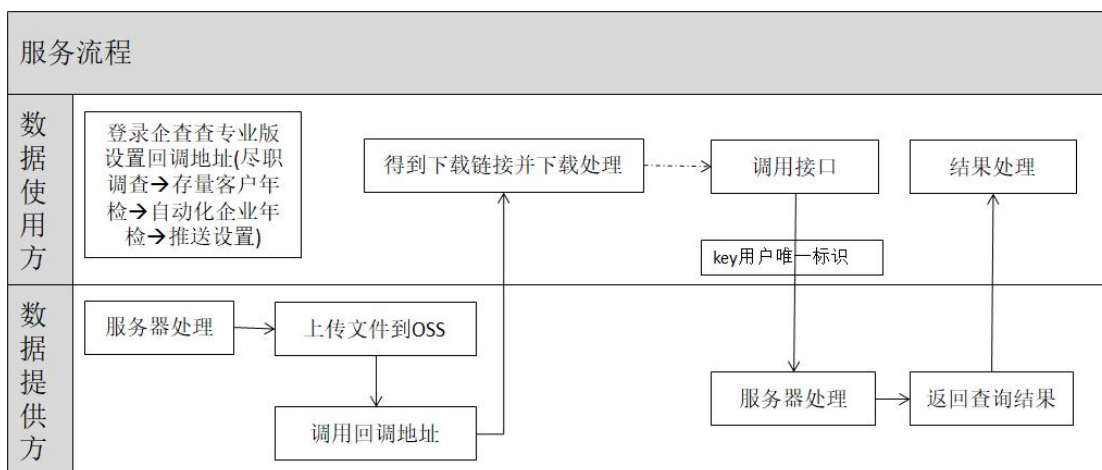 服务流程
数据使用方
登录企查查专业版
设置回调地址(尽职
调查→存量客户年
检→自动化企业年
检→推送设置)
得到下载链接并下载处理
调用接口
结果处理
key用户唯一标识
数据提供方
服务器处理
上传文件到OSS
调用回调地址
服务器处理
返回查询结果